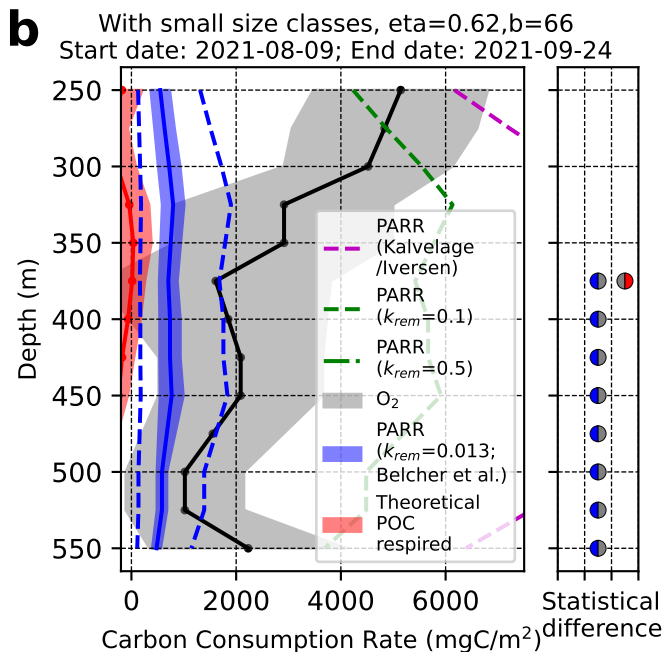 b
With small size classes, eta=0.62,b=66
Start date: 2021-08-09; End date: 2021-09-24
250
300
350
400
450
500
550
Depth (m)
PARR
(Kalvelage
/Iversen)
PARR
(k_rem=0.1)
PARR
(k_rem=0.5)
O₂
PARR
(k_rem=0.013;
Belcher et al.)
Theoretical
POC
respired
0 2000 4000 6000
Carbon Consumption Rate (mgC/m²)
Statistical
difference